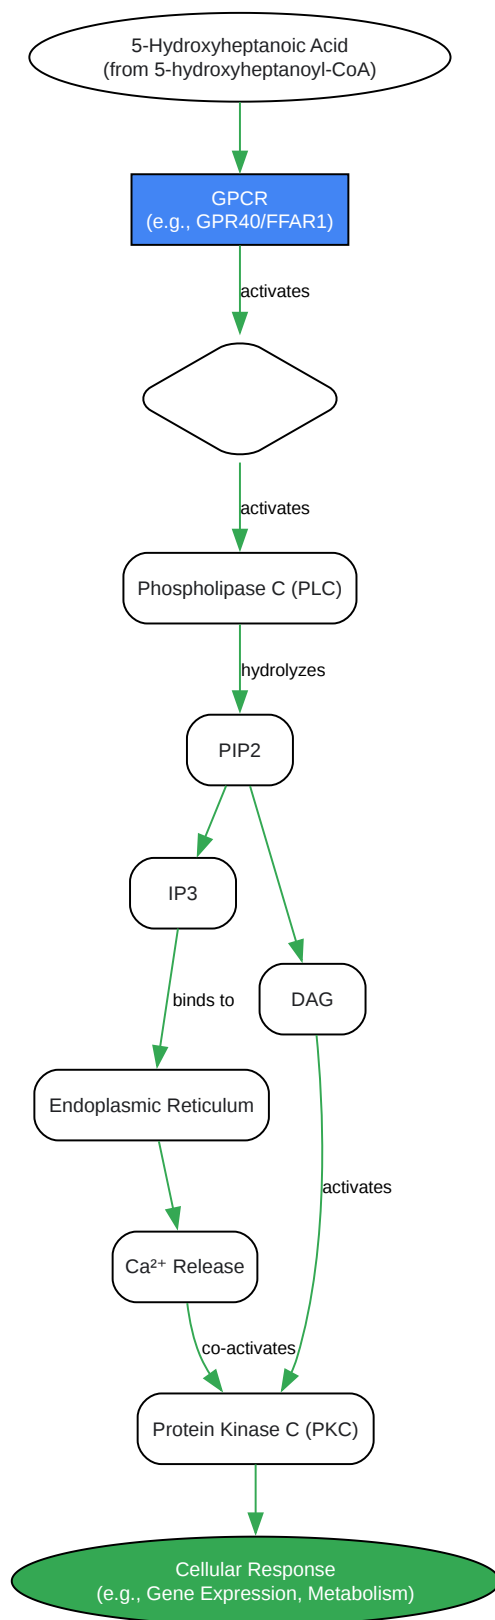 5-Hydroxyheptanoic Acid
(from 5-hydroxyheptanoyl-CoA)
GPCR
(e.g., GPR40/FFAR1)
activates
activates
Phospholipase C (PLC)
hydrolyzes
PIP2
IP3
DAG
binds to
Endoplasmic Reticulum
activates
Ca²⁺ Release
co-activates
Protein Kinase C (PKC)
Cellular Response
(e.g., Gene Expression, Metabolism)